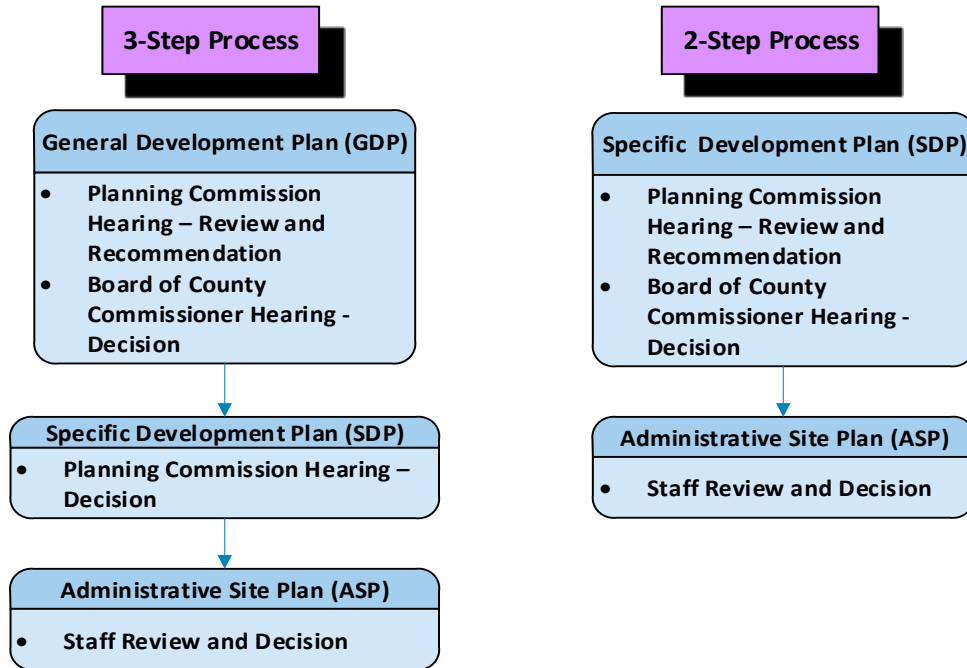 3-Step Process
General Development Plan (GDP)
• Planning Commission
Hearing – Review and
Recommendation
• Board of County
Commissioner Hearing -
Decision
Specific Development Plan (SDP)
• Planning Commission Hearing –
Decision
Administrative Site Plan (ASP)
• Staff Review and Decision
2-Step Process
Specific Development Plan (SDP)
• Planning Commission
Hearing – Review and
Recommendation
• Board of County
Commissioner Hearing -
Decision
Administrative Site Plan (ASP)
• Staff Review and Decision